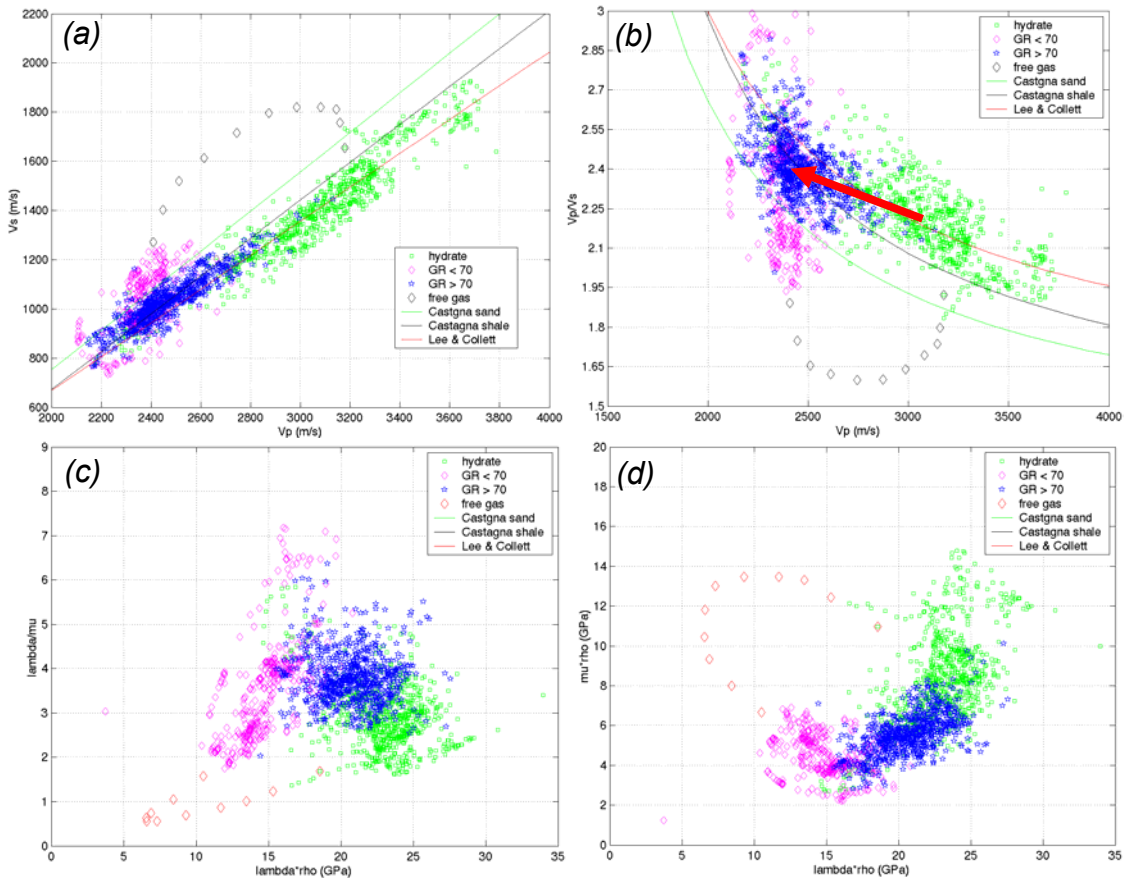 (a)
2200
2000
1800
1600
1400
1200
1000
800
600
Vs (m/s)
2000 2200 2400 2600 2800 3000 3200 3400 3600 3800 4000
Vp (m/s)
hydrate
GR < 70
GR > 70
free gas
Castgna sand
Castagna shale
Lee & Collett
(b)
3
2.85
2.7
2.55
2.4
2.25
2.1
1.95
1.8
1.65
1.5
Vp/Vs
1500 2000 2500 3000 3500 4000
Vp (m/s)
hydrate
GR < 70
GR > 70
free gas
Castgna sand
Castagna shale
Lee & Collett
(c)
9
8
7
6
5
4
3
2
1
0
lambda/mu
0 5 10 15 20 25 30 35
lambda*rho (GPa)
hydrate
GR < 70
GR > 70
free gas
Castgna sand
Castagna shale
Lee & Collett
(d)
20
18
16
14
12
10
8
6
4
2
0
mu*rho (GPa)
0 5 10 15 20 25 30 35
lambda*rho (GPa)
hydrate
GR < 70
GR > 70
free gas
Castgna sand
Castagna shale
Lee & Collett